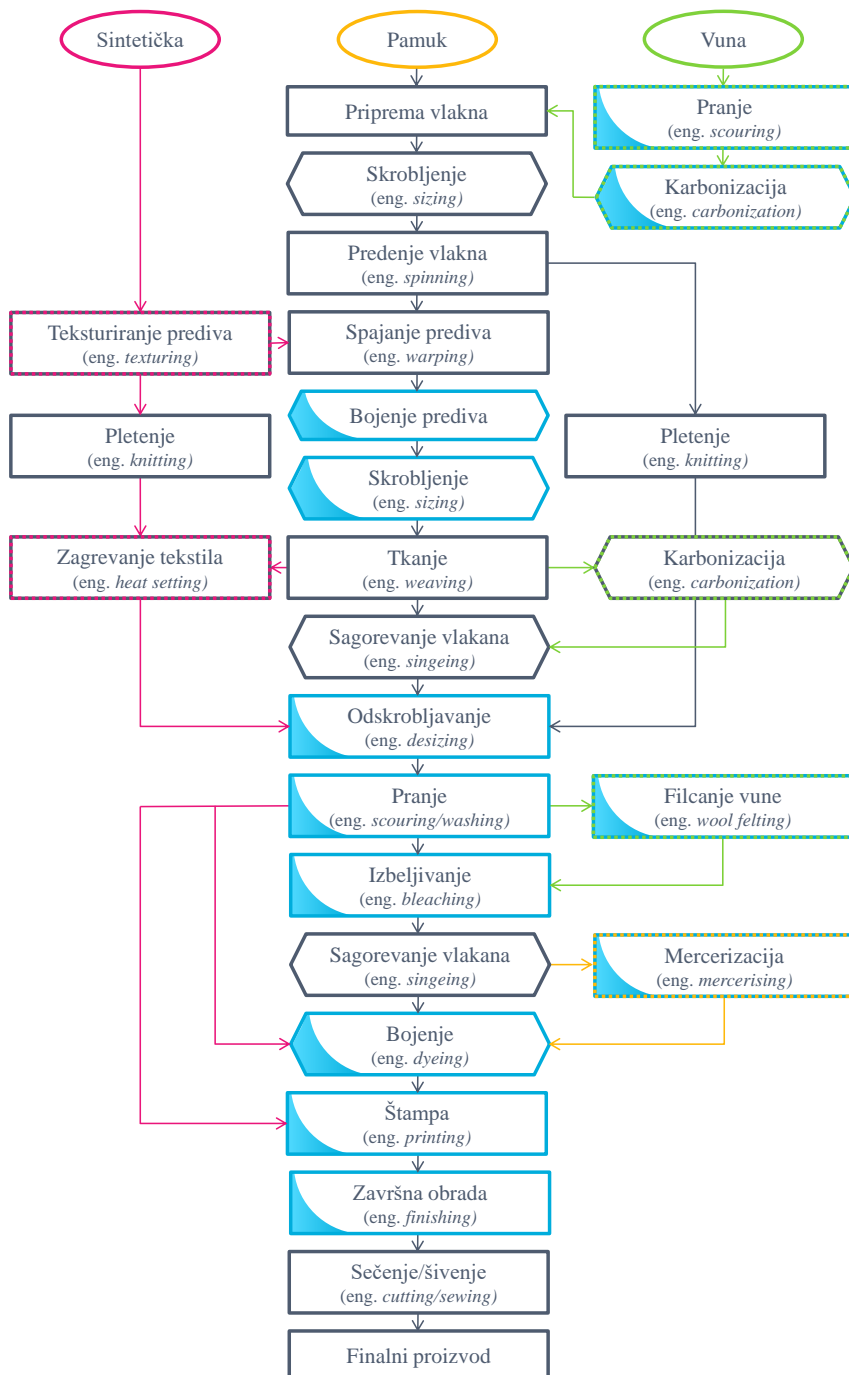 Sintetička
Pamuk
Vuna
Priprema vlakna
Pranje
(eng. scouring)
Skrobljenje
(eng. sizing)
Karbonizacija
(eng. carbonization)
Predenje vlakna
(eng. spinning)
Teksturiranje prediva
(eng. texturing)
Spajanje prediva
(eng. warping)
Bojenje prediva
Pletenje
(eng. knitting)
Pletenje
(eng. knitting)
Skrobljenje
(eng. sizing)
Zagrevanje tekstila
(eng. heat setting)
Tkanje
(eng. weaving)
Karbonizacija
(eng. carbonization)
Sagorevanje vlakana
(eng. singeing)
Odskrobljavanje
(eng. desizing)
Pranje
(eng. scouring/washing)
Filcanje vune
(eng. wool felting)
Izbeljivanje
(eng. bleaching)
Sagorevanje vlakana
(eng. singeing)
Mercerizacija
(eng. mercerising)
Bojenje
(eng. dyeing)
Štampa
(eng. printing)
Završna obrada
(eng. finishing)
Sečenje/šivenje
(eng. cutting/sewing)
Finalni proizvod